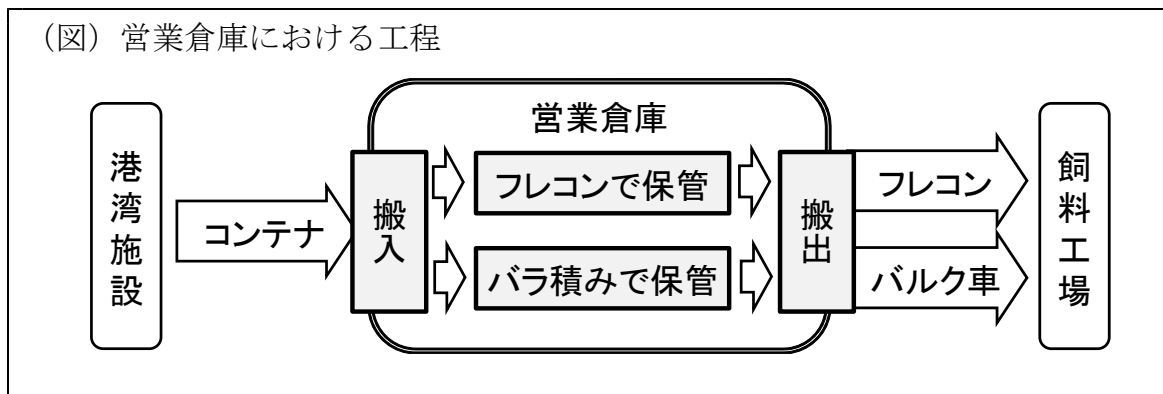 （図）営業倉庫における工程
営業倉庫
港湾施設
コンテナ
搬入
フレコンで保管
バラ積みで保管
搬出
フレコン
バルク車
飼料工場